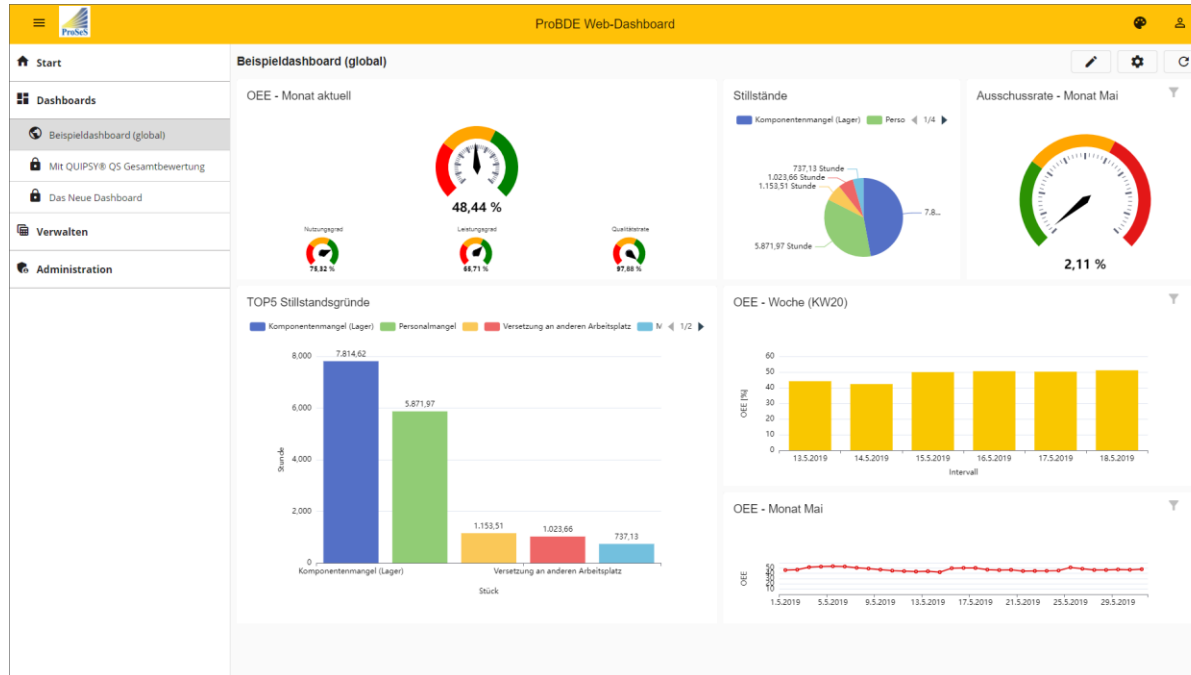 ProSeS
ProBDE Web-Dashboard
Start
Dashboards
Beispieldashboard (global)
Mit QUIPSY® QS Gesamtbewertung
Das Neue Dashboard
Verwalten
Administration
Beispieldashboard (global)
OEE - Monat aktuell
48,44 %
Nutzungsgrad
Leistungsgrad
Qualitätsrate
68,71 %
97,88 %
Stillstände
Komponentenmangel (Lager) Perso 1/4
737,13 Stunde
1.023,66 Stunde
1.153,51 Stunde
7.8...
5.871,97 Stunde
Ausschussrate - Monat Mai
2,11 %
TOP5 Stillstandsgründe
Komponentenmangel (Lager) Personalmangel Versetzung an anderen Arbeitsplatz 1/2
8,000
6,000
4,000
2,000
0
Stunde
7.814,62
5.871,97
1.153,51
1.023,66
737,13
Komponentenmangel (Lager) Versetzung an anderen Arbeitsplatz
Stück
OEE - Woche (KW20)
60
50
40
30
20
10
0
OEE [%]
13.5.2019 14.5.2019 15.5.2019 16.5.2019 17.5.2019 18.5.2019
Intervall
OEE - Monat Mai
50
40
30
20
10
OEE
1.5.2019 5.5.2019 9.5.2019 13.5.2019 17.5.2019 21.5.2019 25.5.2019 29.5.2019